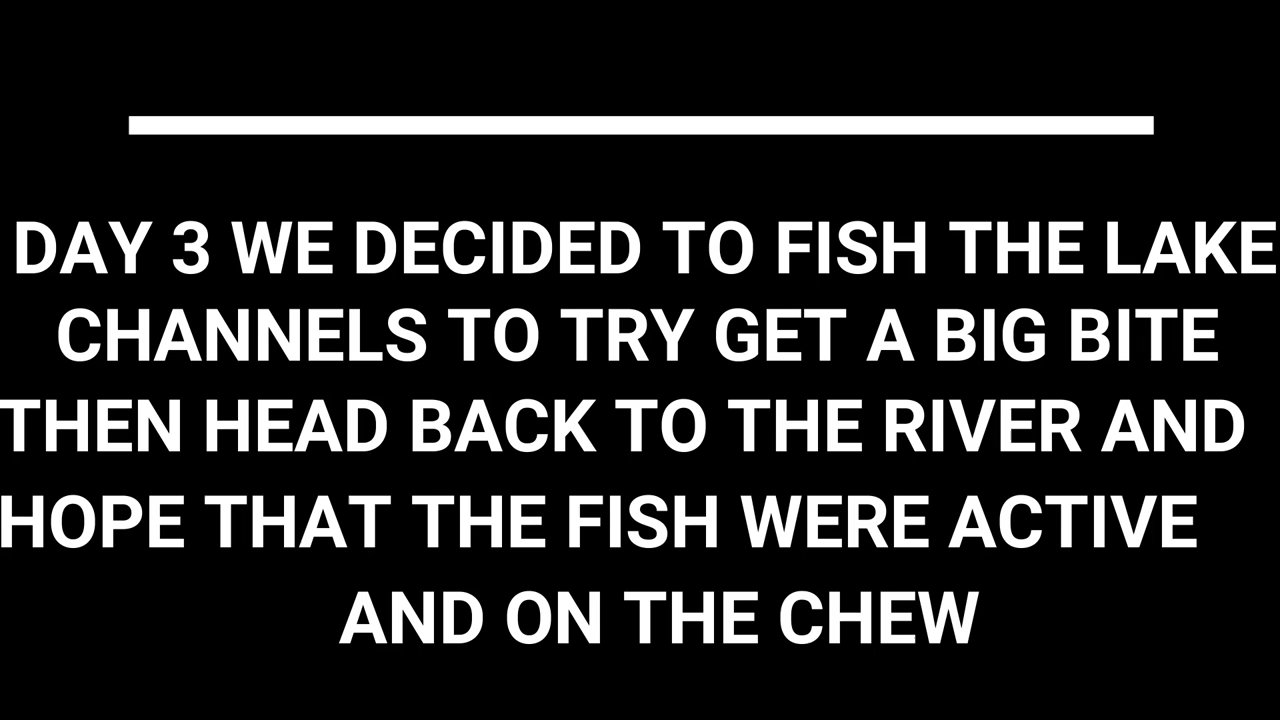 DAY 3 WE DECIDED TO FISH THE LAKE
CHANNELS TO TRY GET A BIG BITE
THEN HEAD BACK TO THE RIVER AND
HOPE THAT THE FISH WERE ACTIVE
AND ON THE CHEW